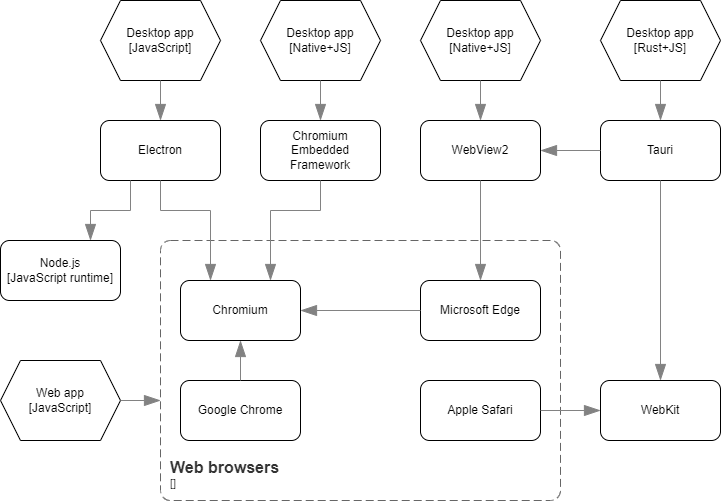 Desktop app
[JavaScript]
Desktop app
[Native+JS]
Desktop app
[Native+JS]
Desktop app
[Rust+JS]
Electron
Chromium
Embedded
Framework
WebView2
Tauri
Node.js
[JavaScript runtime]
Chromium
Microsoft Edge
Web app
[JavaScript]
Google Chrome
Apple Safari
WebKit
Web browsers
[]